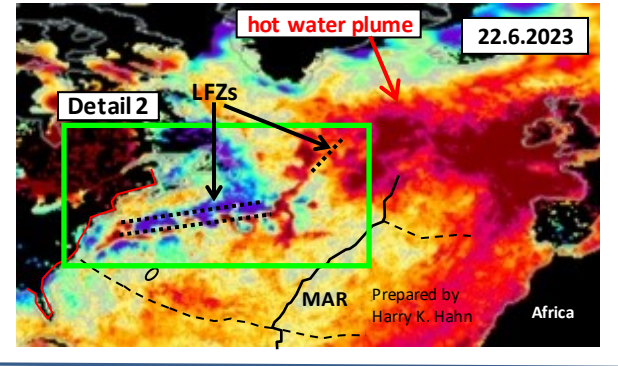 hot water plume
22.6.2023
LFZs
Detail 2
MAR
Prepared by
Harry K. Hahn
Africa